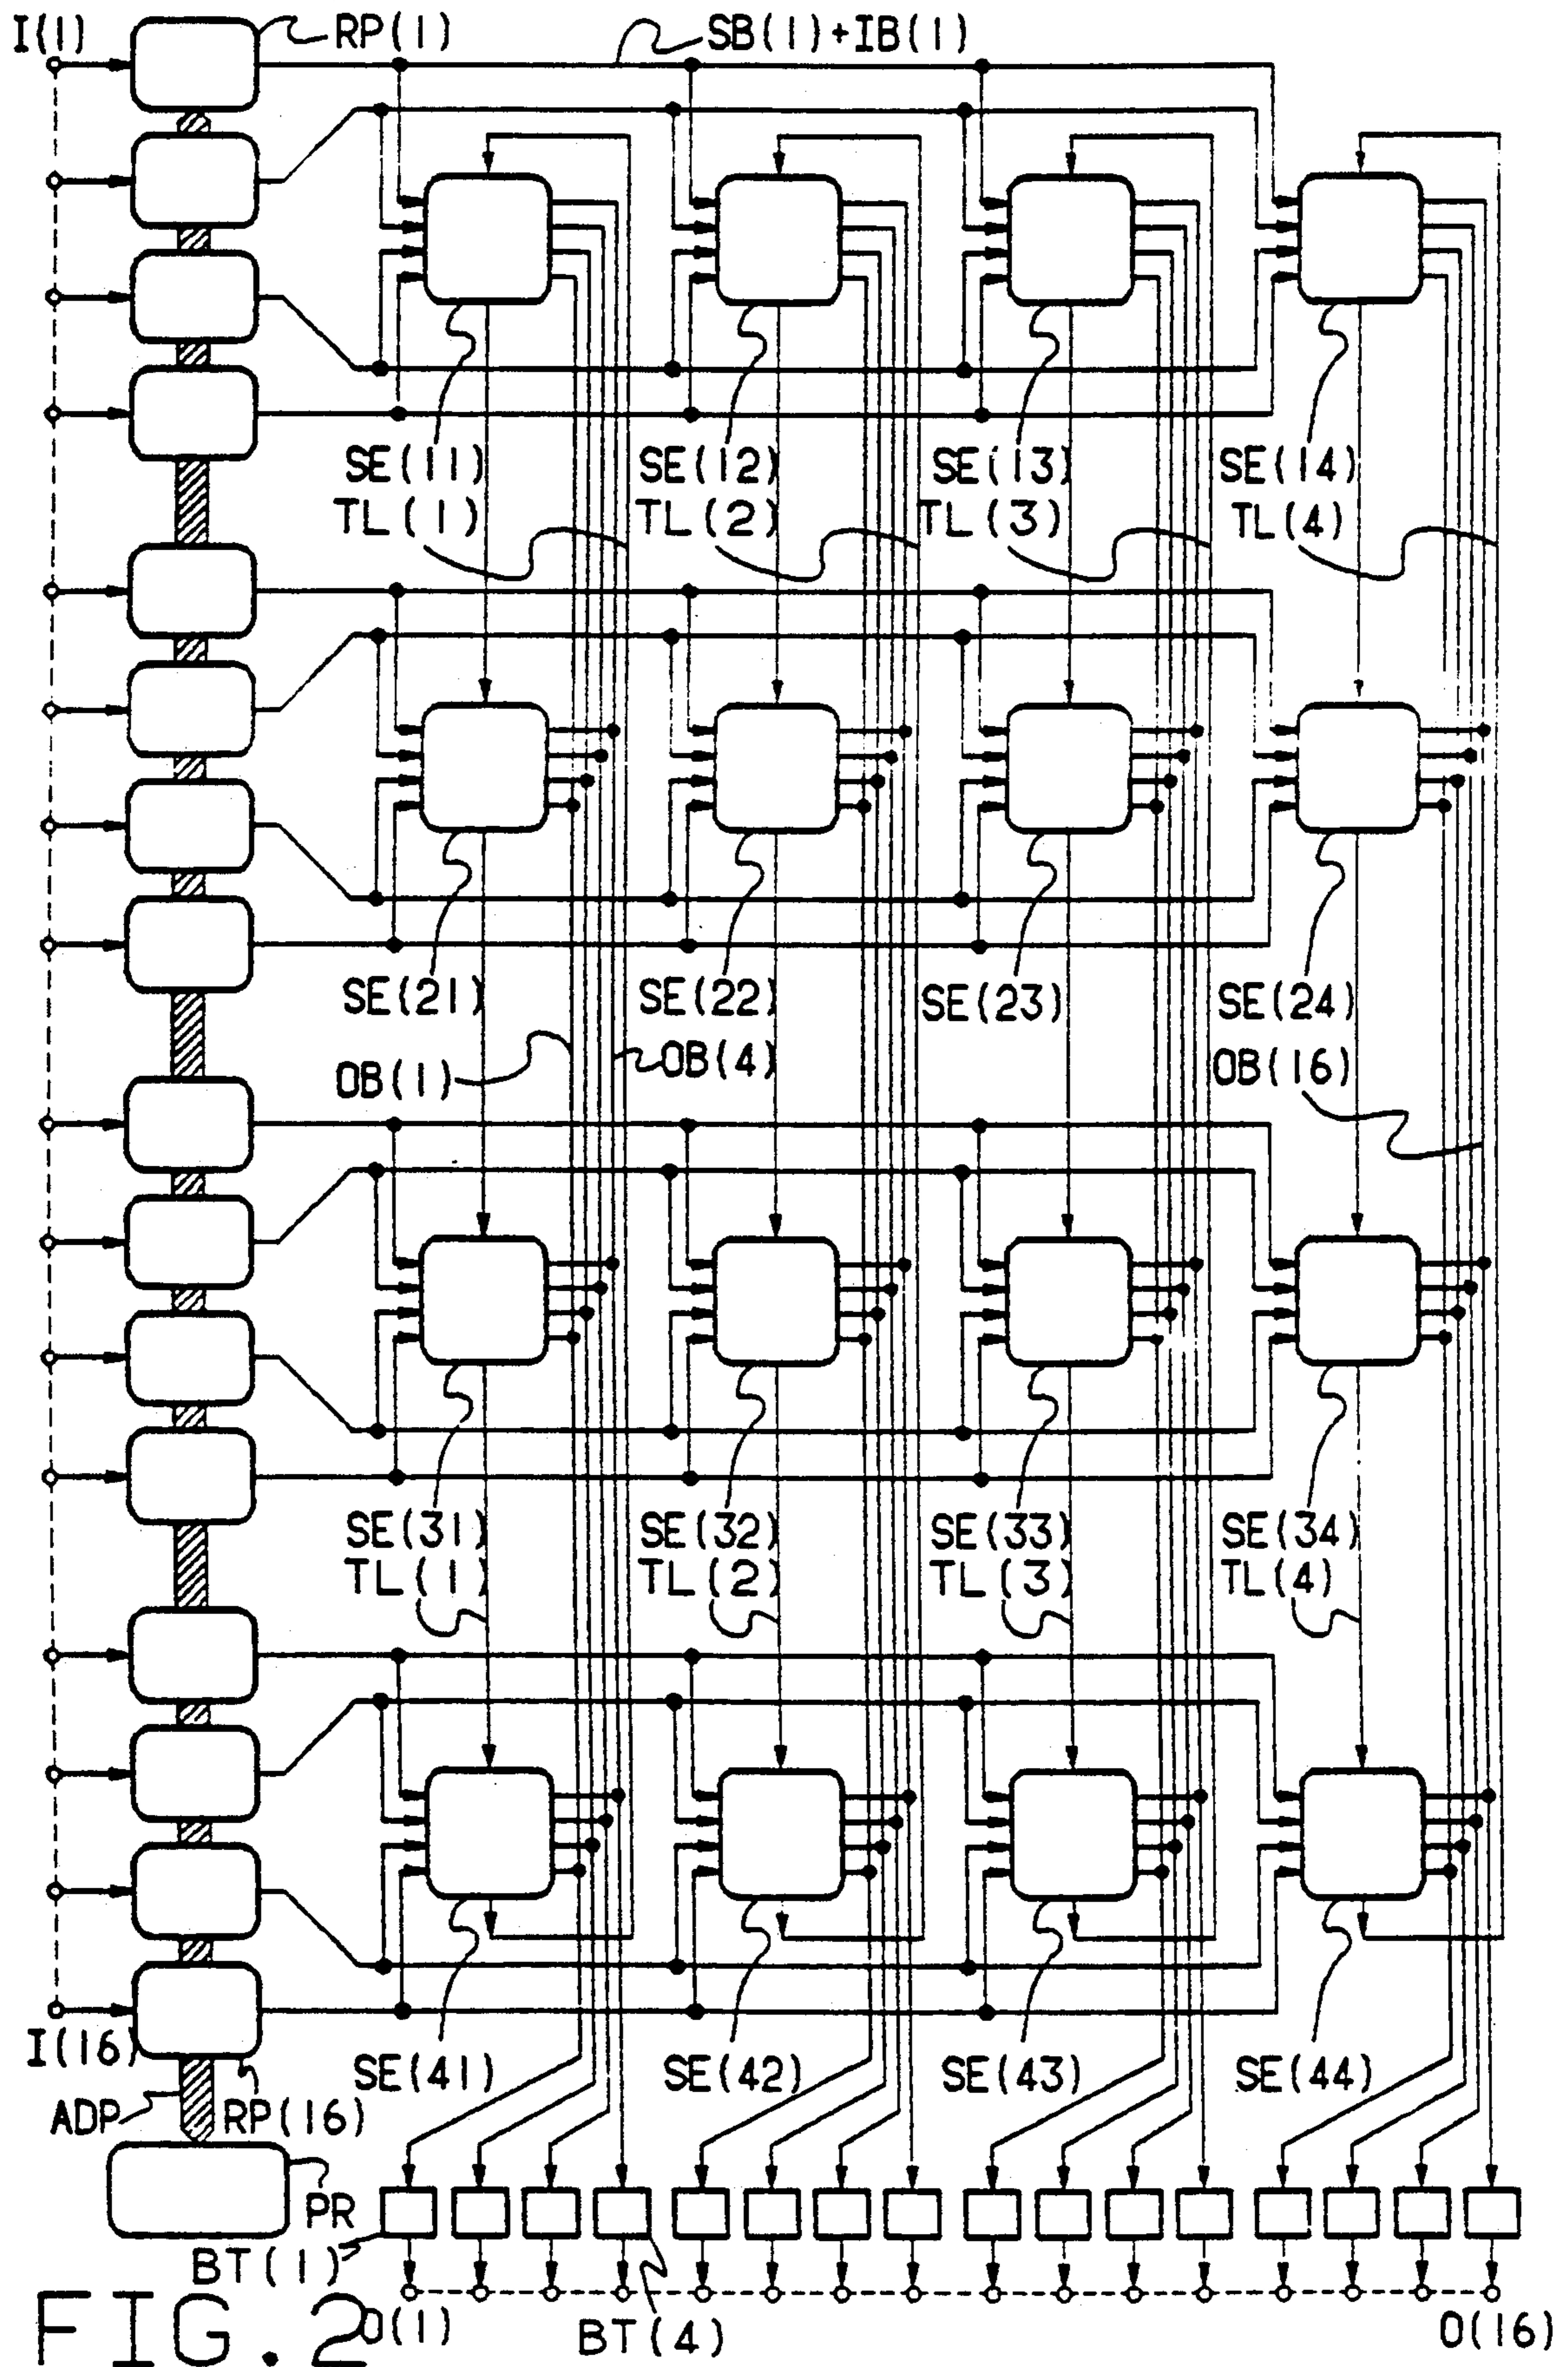 I(1)
RP(1)
SB(1)+IB(1)
SE(11)
SE(12)
SE(13)
SE(14)
TL(1)
TL(2)
TL(3)
TL(4)
SE(21)
SE(22)
SE(23)
SE(24)
OB(1)
OB(4)
OB(16)
SE(31)
SE(32)
SE(33)
SE(34)
TL(1)
TL(2)
TL(3)
TL(4)
I(16)
SE(41)
SE(42)
SE(43)
SE(44)
ADP
RP(16)
PR
BT(1)
FIG.2
O(1)
BT(4)
O(16)